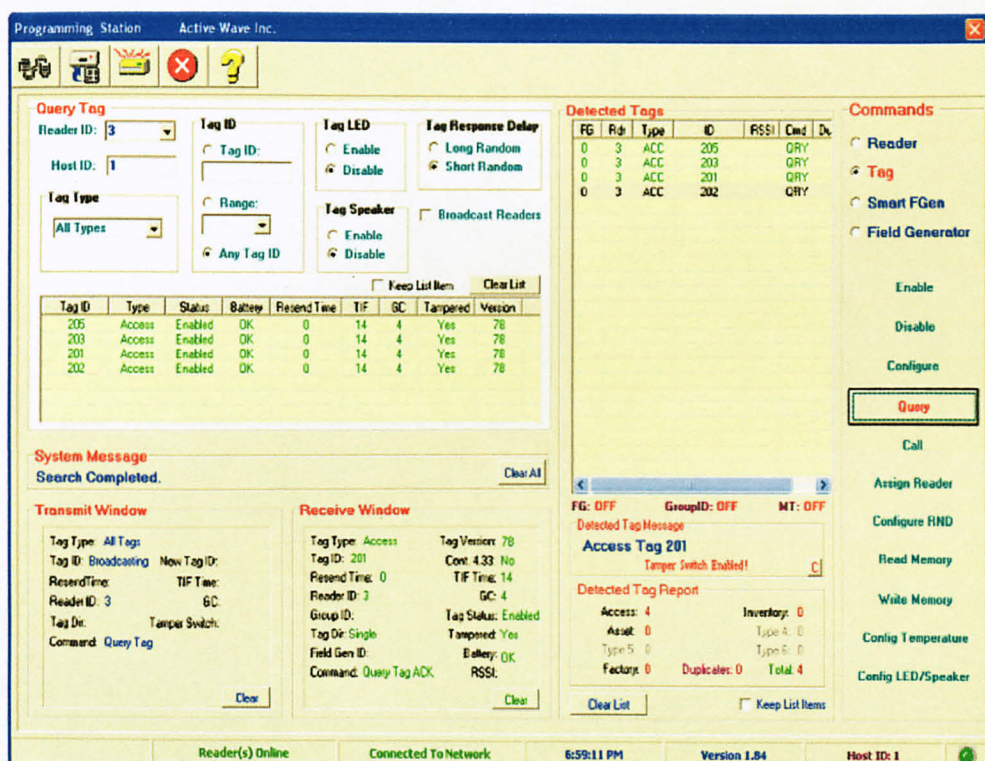 Programming Station Active Wave Inc.
Query Tag
Reader ID: 3
Host ID: 1
Tag Type
All Types
Tag ID
Tag ID:
Range:
Any Tag ID
Tag LED
Enable
Disable
Tag Speaker
Enable
Disable
Tag Response Delay
Long Random
Short Random
Broadcast Readers
Keep List Item Clear List
Tag ID Type Status Battery Resend Time TIF GC Tampered Version
205 Access Enabled OK 0 14 4 Yes 78
203 Access Enabled OK 0 14 4 Yes 78
201 Access Enabled OK 0 14 4 Yes 78
202 Access Enabled OK 0 14 4 Yes 78
System Message
Search Completed. Clear All
Transmit Window
Tag Type: All Tags
Tag ID: Broadcasting New Tag ID:
ResendTime: TIF Time:
Reader ID: 3 GC:
Tag Dir: Tamper Switch:
Command: Query Tag
Clear
Receive Window
Tag Type: Access Tag Version: 78
Tag ID: 201 Cont. 4.33: No
Resend Time: 0 TIF Time: 14
Reader ID: 3 GC: 4
Group ID: Tag Status: Enabled
Tag Dir: Single Tampered: Yes
Field Gen ID: Battery: OK
Command: Query Tag ACK RSSI:
Clear
Detected Tags
FG Rdr Type ID RSSI Cmd Du
0 3 ACC 205 QRY
0 3 ACC 203 QRY
0 3 ACC 201 QRY
0 3 ACC 202 QRY
FG: OFF GroupID: OFF MT: OFF
Detected Tag Message
Access Tag 201
Tamper Switch Enabled! C
Detected Tag Report
Access: 4 Inventory: 0
Asset: 0 Type 4: 0
Type 5: 0 Type 6: 0
Factory: 0 Duplicates: 0 Total: 4
Clear List Keep List Items
Commands
Reader
Tag
Smart FGen
Field Generator
Enable
Disable
Configure
Query
Call
Assign Reader
Configure RND
Read Memory
Write Memory
Config Temperature
Config LED/Speaker
Reader(s) Online Connected To Network 6:59:11 PM Version 1.84 Host ID: 1